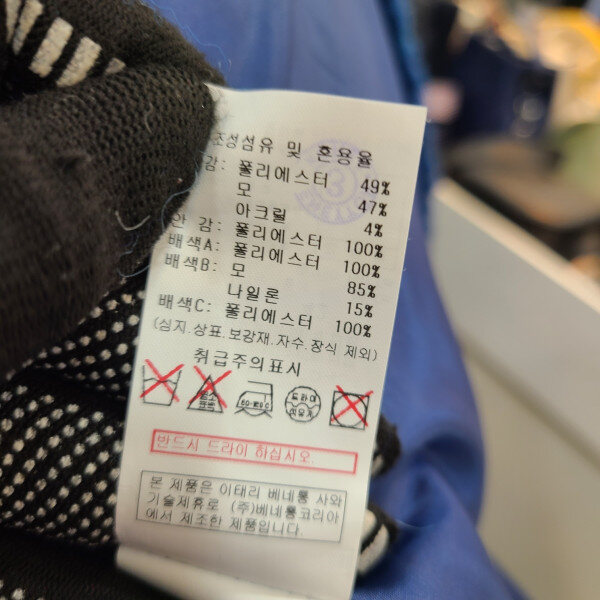 조성섬유 및 혼용율
감: 폴리에스터 49%
모 47%
아크릴 4%
안 감: 폴리에스터 100%
배색A: 폴리에스터 100%
배색B: 모 85%
나일론 15%
배색C: 폴리에스터 100%
(심지.상표.보강재.자수.장식 제외)
취급주의표시
드라이
반드시 드라이 하십시오.
본 제품은 이태리 베네통 사와
기술제휴로 (주)베네통코리아
에서 제조한 제품입니다.